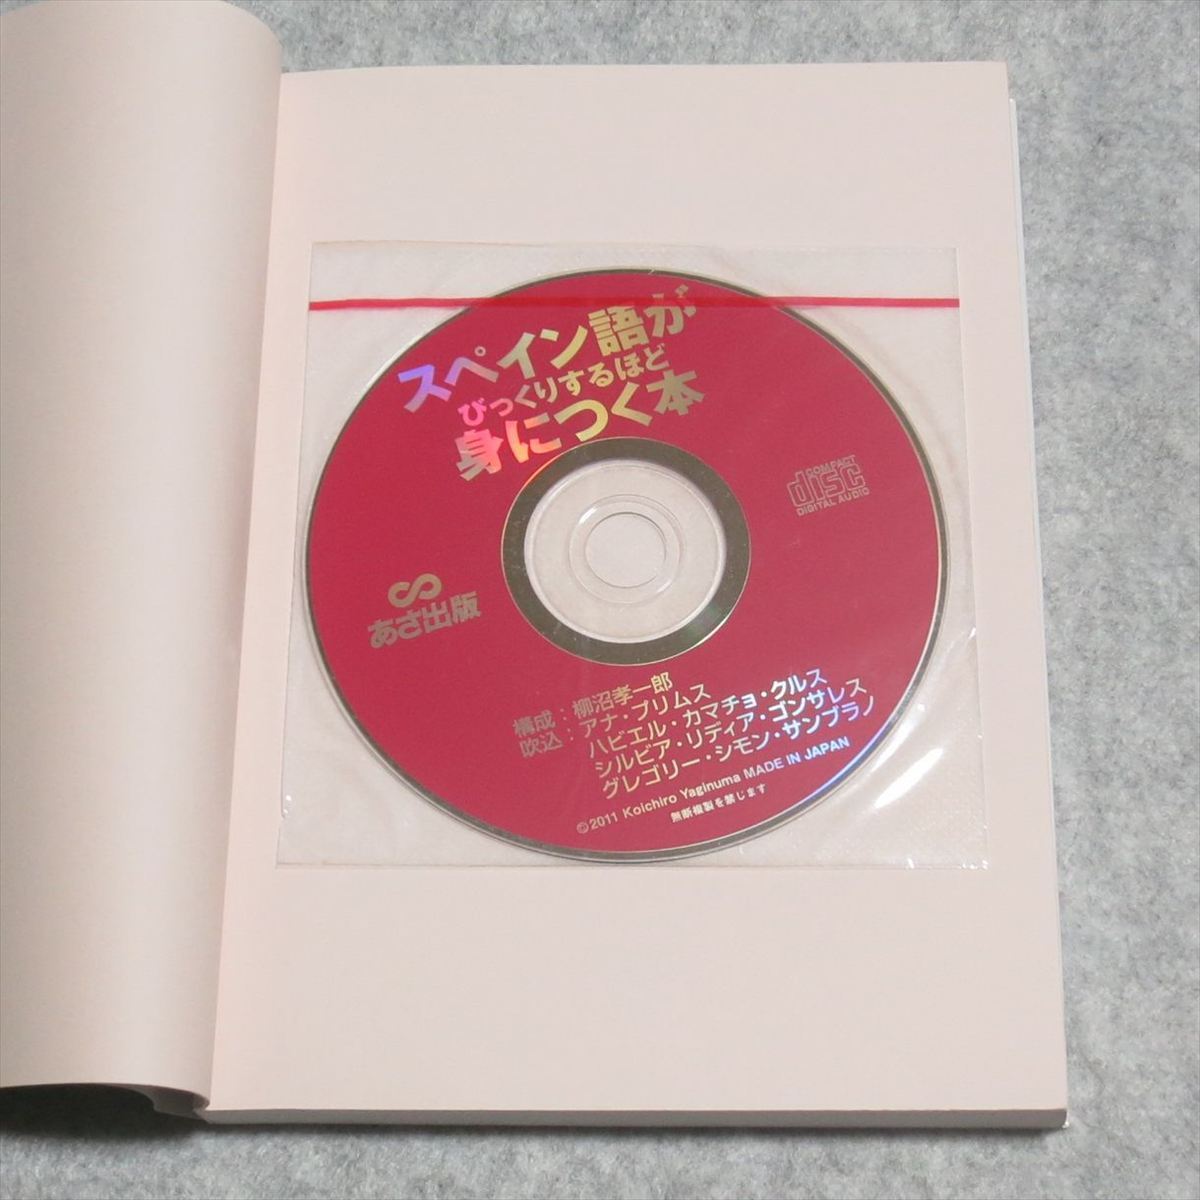 スペイン語が
びっくりするほど
身につく本
COMPACT
disc
DIGITAL AUDIO
あさ出版
構成：柳沼孝一郎
吹込：アナ・プリムス
ハビエル・カマチョ・クルス
シルビア・リディア・ゴンサレス
グレゴリー・シモン・サンブラノ
©2011 Koichiro Yaginuma MADE IN JAPAN
無断複製を禁じます